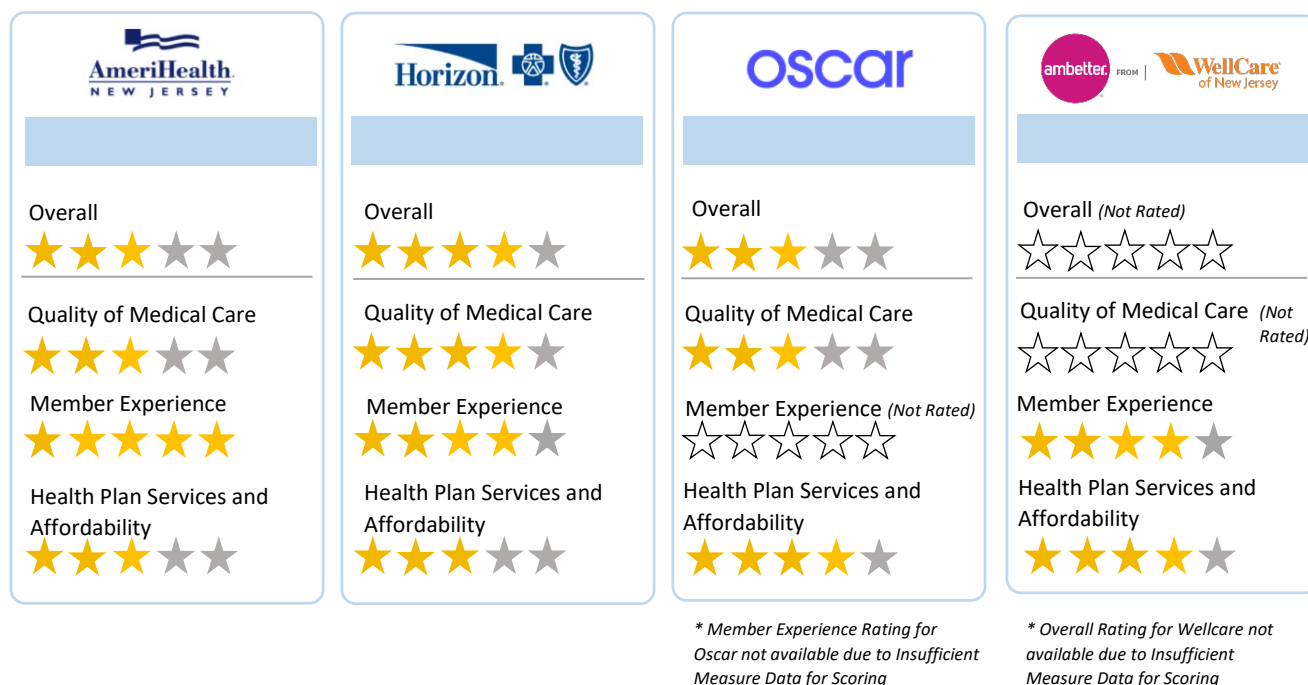 AmeriHealth
NEW JERSEY
Overall
Quality of Medical Care
Member Experience
Health Plan Services and
Affordability
Horizon
Overall
Quality of Medical Care
Member Experience
Health Plan Services and
Affordability
oscar
Overall
Quality of Medical Care
Member Experience (Not Rated)
Health Plan Services and
Affordability
* Member Experience Rating for
Oscar not available due to Insufficient
Measure Data for Scoring
ambetter. FROM | WellCare
of New Jersey
Overall (Not Rated)
Quality of Medical Care (Not
Rated)
Member Experience
Health Plan Services and
Affordability
* Overall Rating for Wellcare not
available due to Insufficient
Measure Data for Scoring